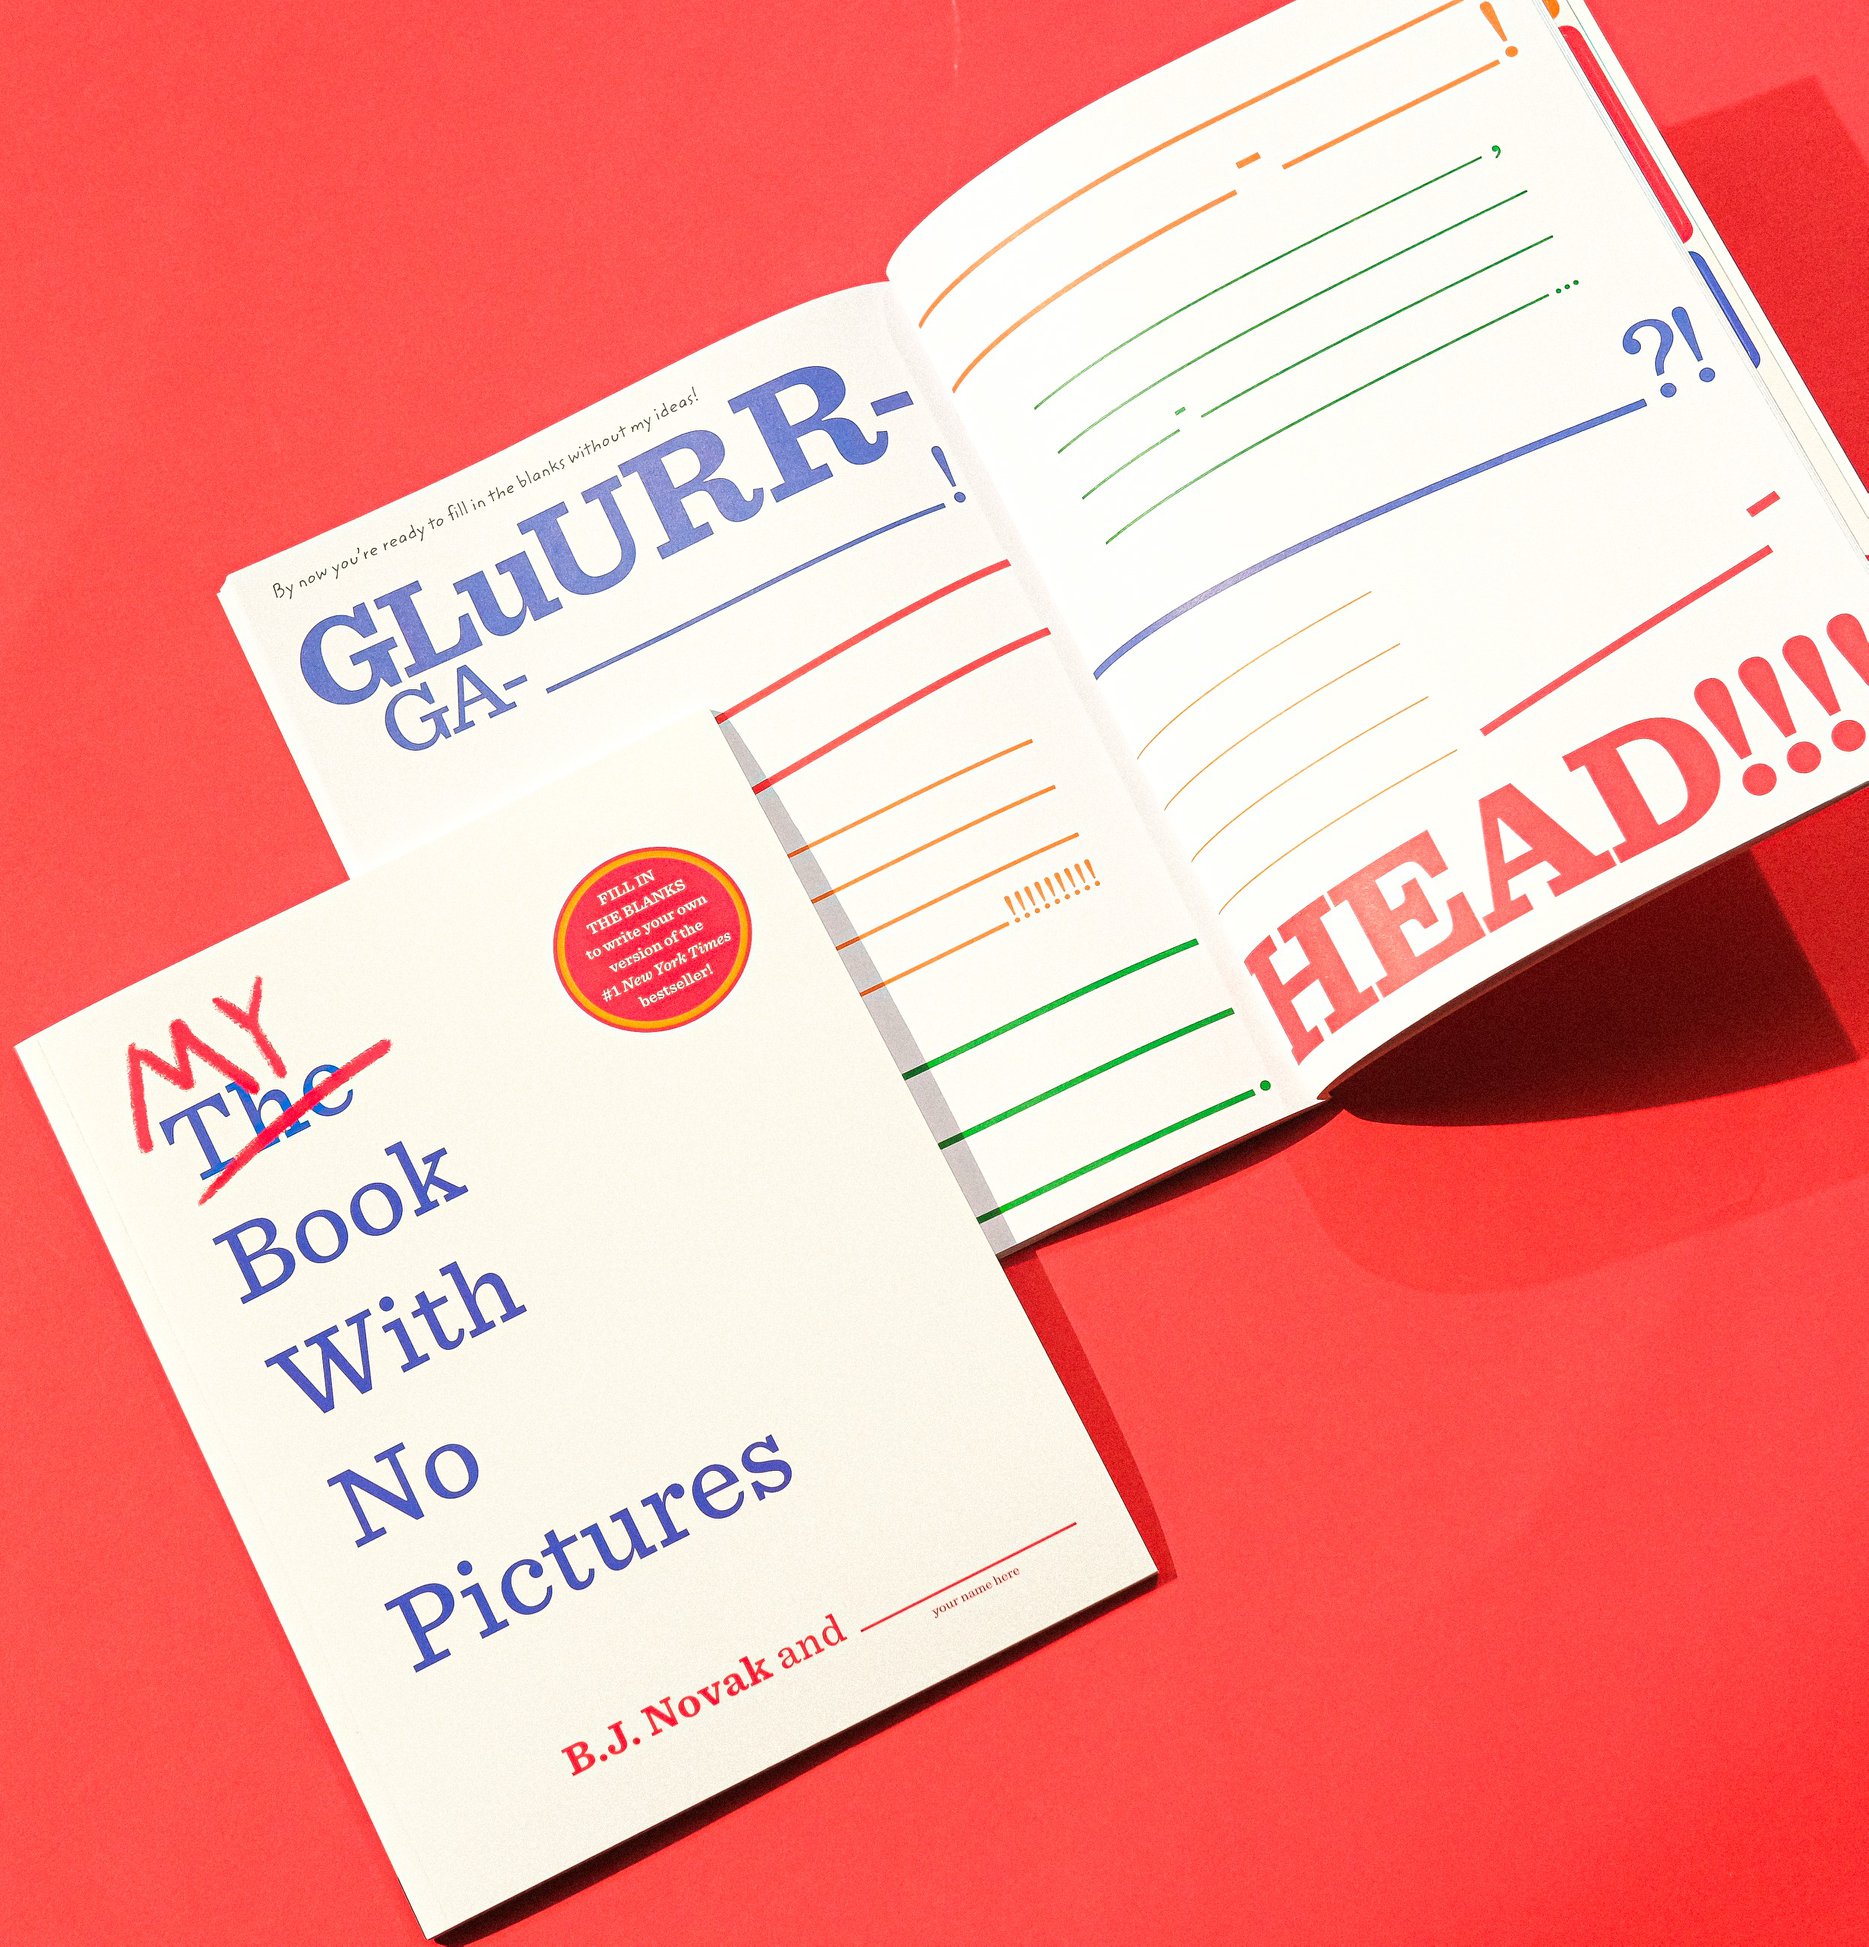 By now you're ready to fill in the blanks without my ideas!
GLuURR-
GA- !
!!!!!!!!!
.
!
-
,
-
...
?!
-
HEAD!!!!
FILL IN
THE BLANKS
to write your own
version of the
#1 New York Times
bestseller!
MY
The
Book
With
No
Pictures
B.J. Novak and
your name here